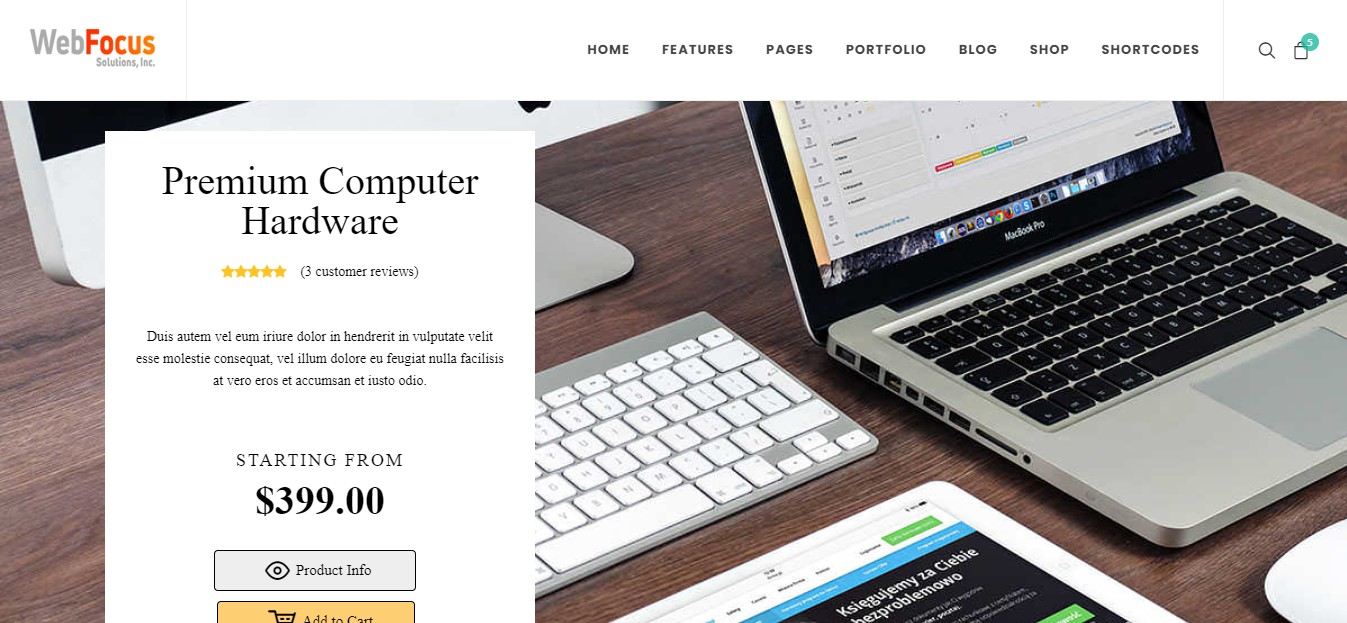 WebFocus
Solutions, Inc.
HOME FEATURES PAGES PORTFOLIO BLOG SHOP SHORTCODES
5
Premium Computer
Hardware
(3 customer reviews)
Duis autem vel eum iriure dolor in hendrerit in vulputate velit
esse molestie consequat, vel illum dolore eu feugiat nulla facilisis
at vero eros et accumsan et iusto odio.
STARTING FROM
$399.00
Product Info
Add to Cart
MacBook Pro
Księgujemy za Ciebie
bezproblemowo